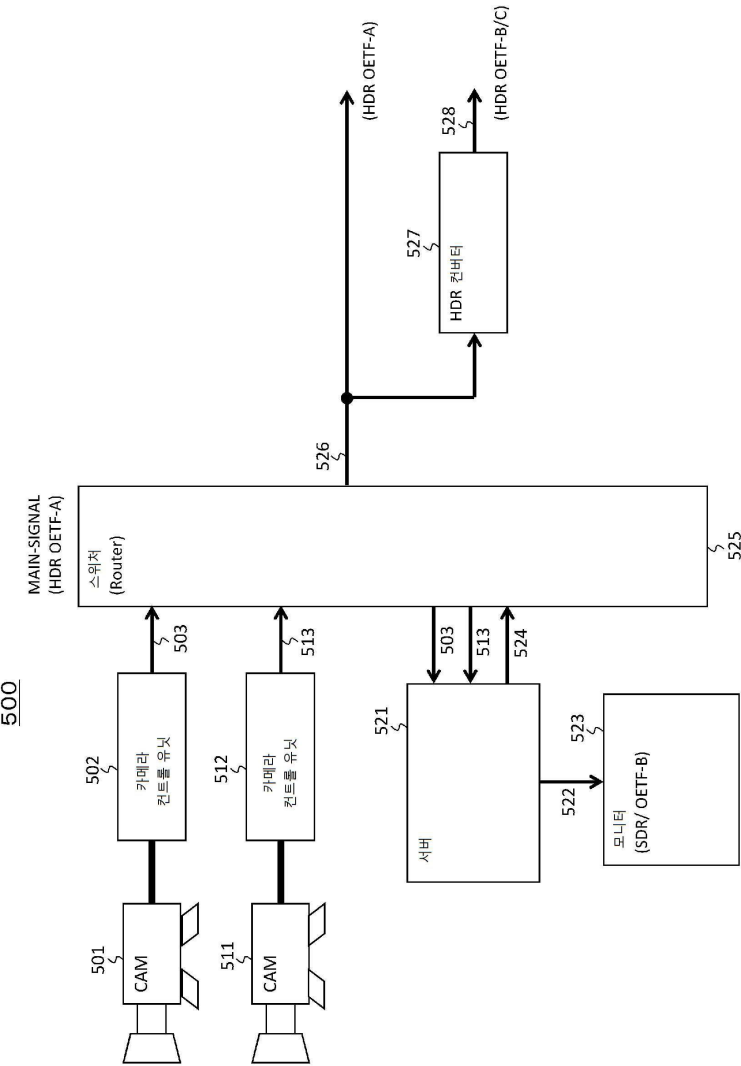 500
MAIN-SIGNAL
(HDR OETF-A)
501
CAM
502
카메라
컨트롤 유닛
503
스위처
(Router)
511
CAM
512
카메라
컨트롤 유닛
513
525
526
(HDR OETF-A)
527
HDR 컨버터
528
(HDR OETF-B/C)
503
513
524
521
서버
522
523
모니터
(SDR/ OETF-B)